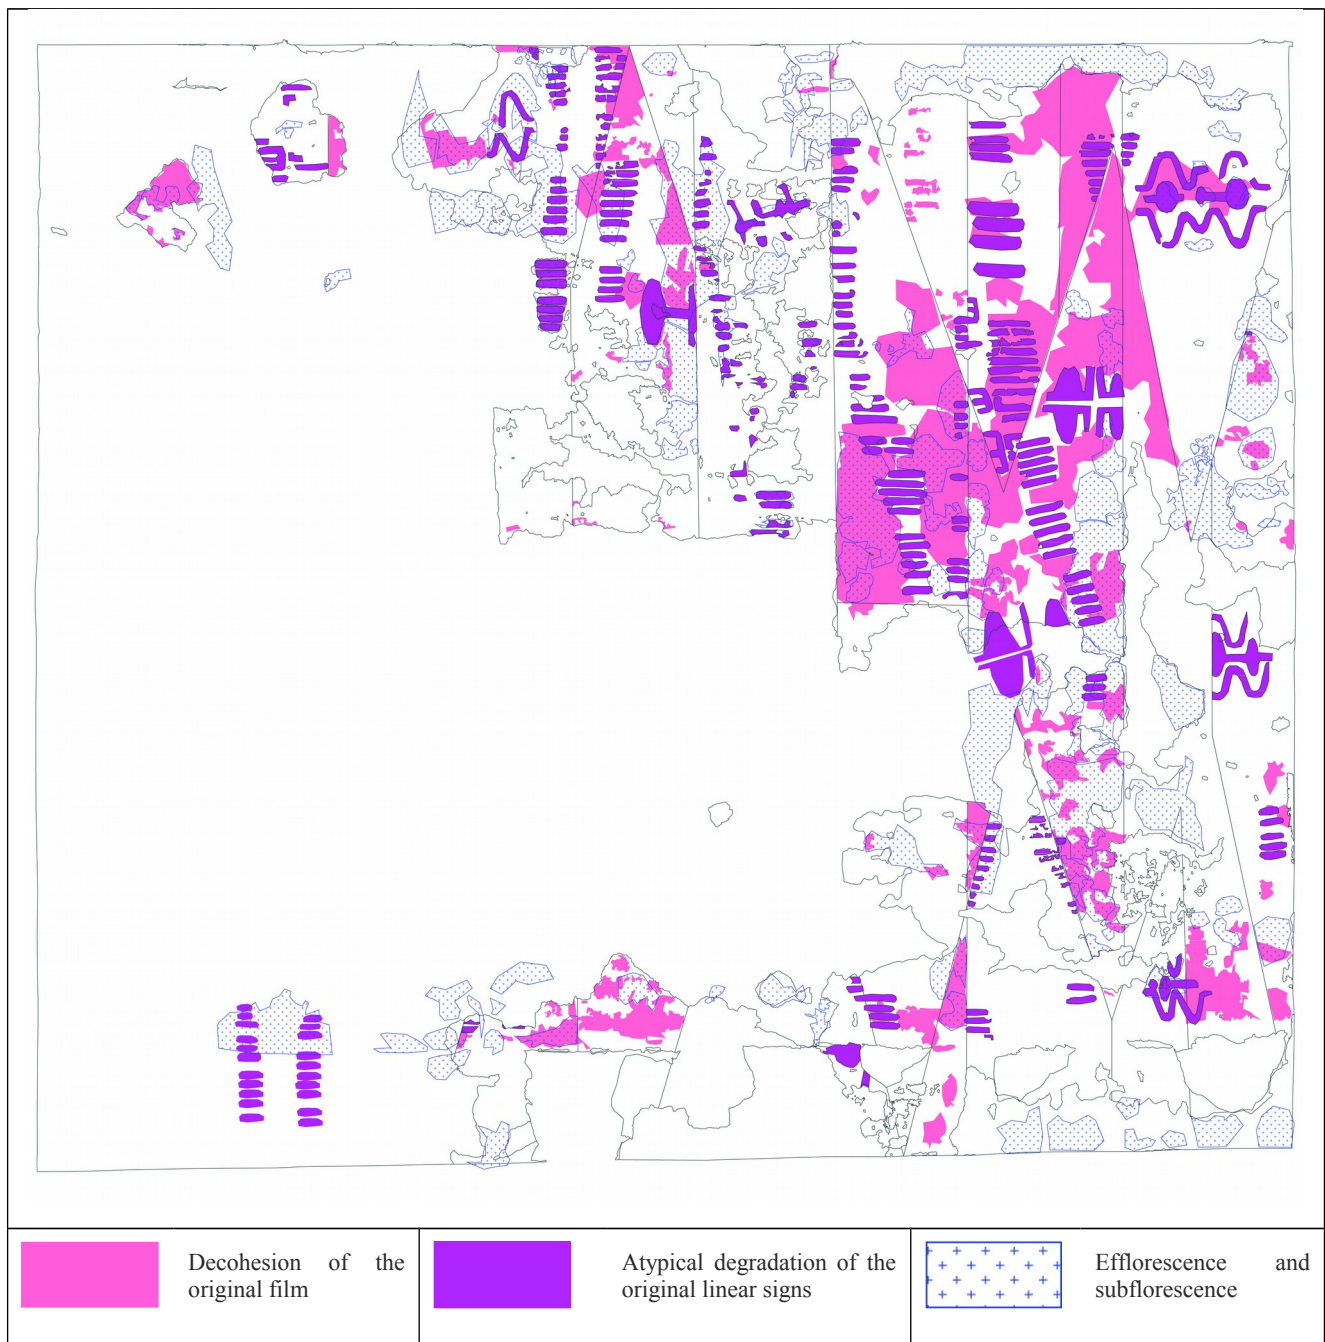 Decohesion of the
original film
Atypical degradation of the
original linear signs
Efflorescence and
subflorescence